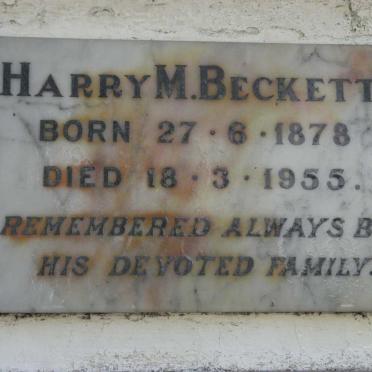 HARRY M. BECKETT
BORN 27·6·1878
DIED 18·3·1955.
REMEMBERED ALWAYS B
HIS DEVOTED FAMILY.